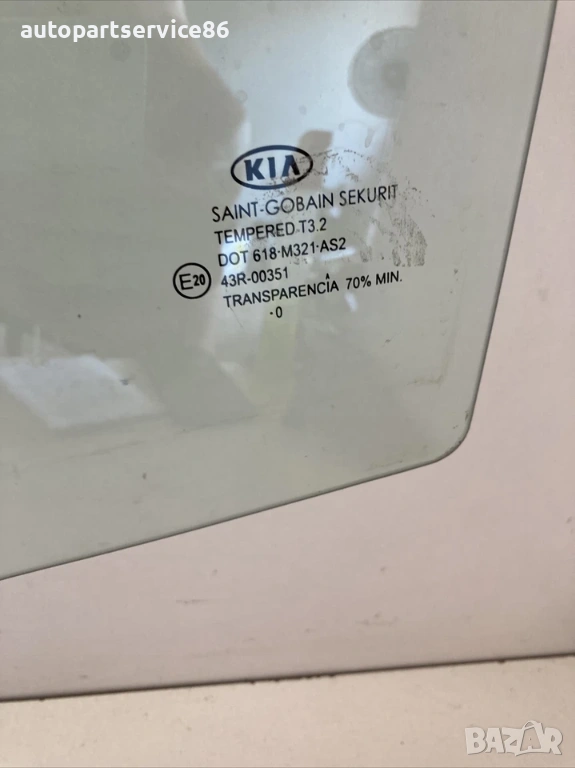 autopartservice86
KIA
SAINT-GOBAIN SEKURIT
TEMPERED T3.2
DOT 618·M321·AS2
E20 43R-00351
TRANSPARENCÍA 70% MIN.
·0
BAZAR